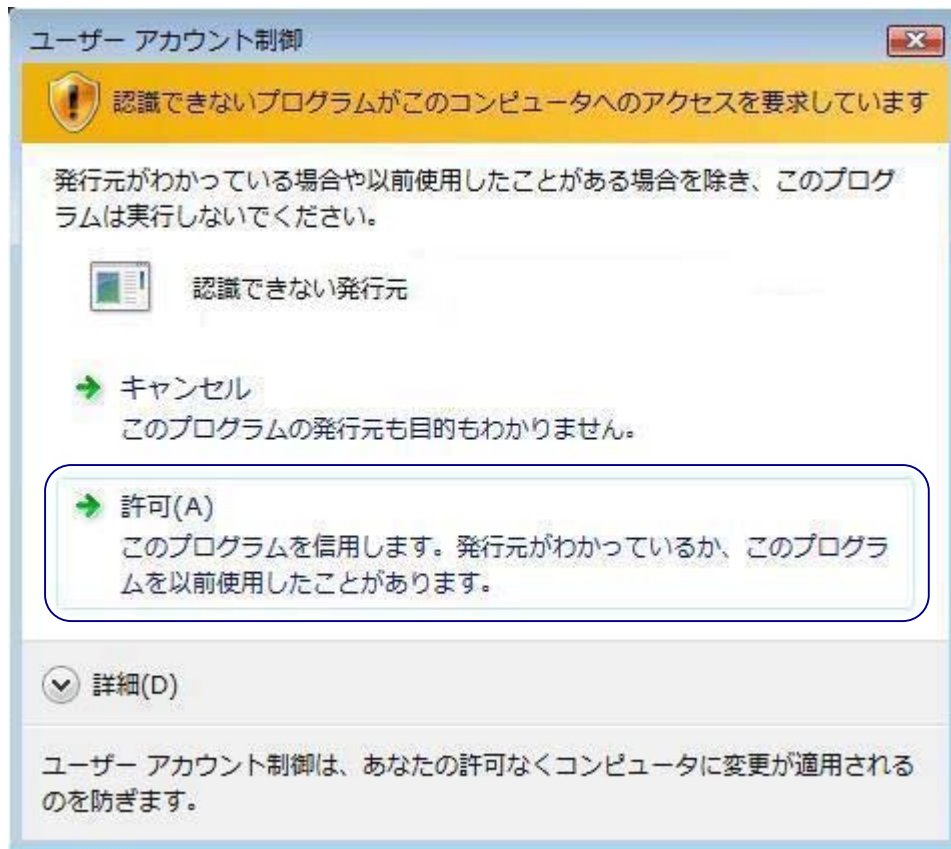 ユーザー アカウント制御
認識できないプログラムがこのコンピュータへのアクセスを要求しています
発行元がわかっている場合や以前使用したことがある場合を除き、このプログ
ラムは実行しないでください。
認識できない発行元
キャンセル
このプログラムの発行元も目的もわかりません。
許可(A)
このプログラムを信用します。発行元がわかっているか、このプログラ
ムを以前使用したことがあります。
詳細(D)
ユーザー アカウント制御は、あなたの許可なくコンピュータに変更が適用される
のを防ぎます。